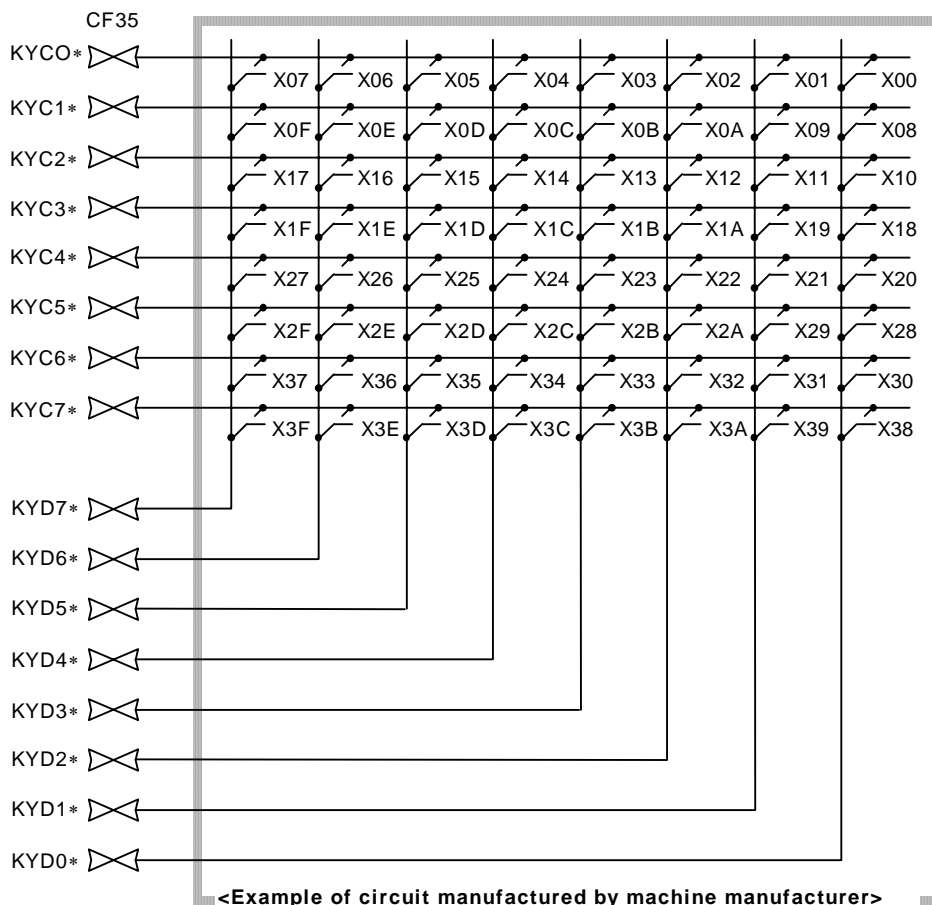 CF35
KYCO*
X07 X06 X05 X04 X03 X02 X01 X00
KYC1*
X0F X0E X0D X0C X0B X0A X09 X08
KYC2*
X17 X16 X15 X14 X13 X12 X11 X10
KYC3*
X1F X1E X1D X1C X1B X1A X19 X18
KYC4*
X27 X26 X25 X24 X23 X22 X21 X20
KYC5*
X2F X2E X2D X2C X2B X2A X29 X28
KYC6*
X37 X36 X35 X34 X33 X32 X31 X30
KYC7*
X3F X3E X3D X3C X3B X3A X39 X38
KYD7*
KYD6*
KYD5*
KYD4*
KYD3*
KYD2*
KYD1*
KYD0*
<Example of circuit manufactured by machine manufacturer>